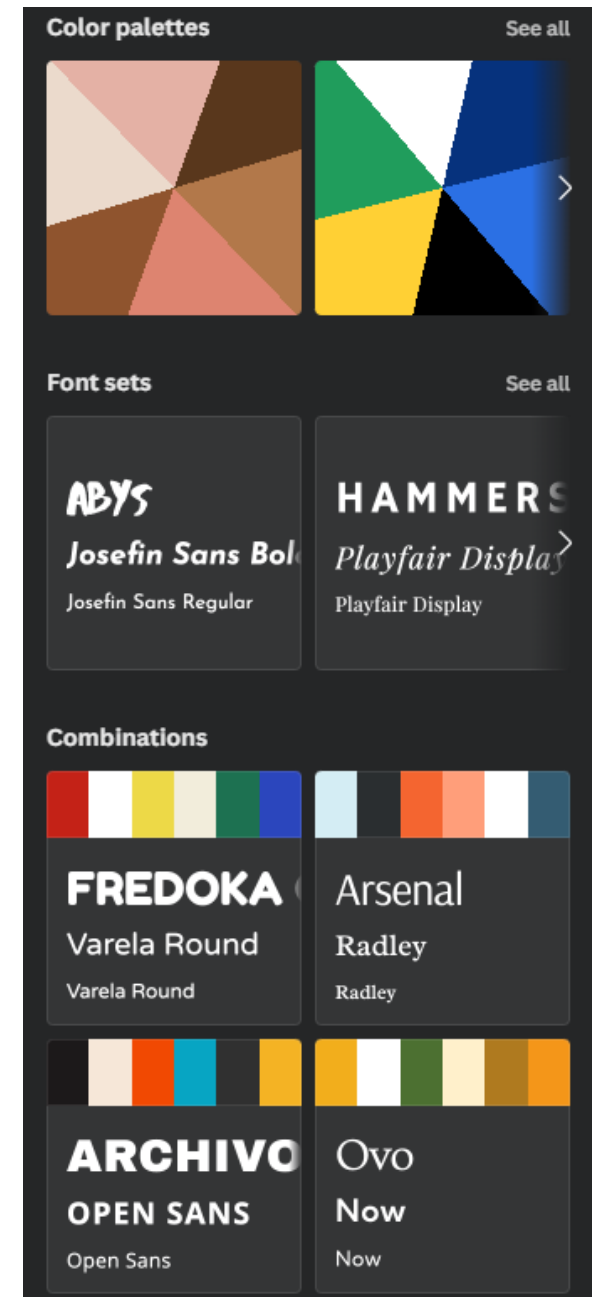 Color palettes See all
Font sets See all
ABYS
Josefin Sans Bol
Josefin Sans Regular
HAMMERS
Playfair Display
Playfair Display
Combinations
FREDOKA
Varela Round
Varela Round
Arsenal
Radley
Radley
ARCHIVO
OPEN SANS
Open Sans
Ovo
Now
Now